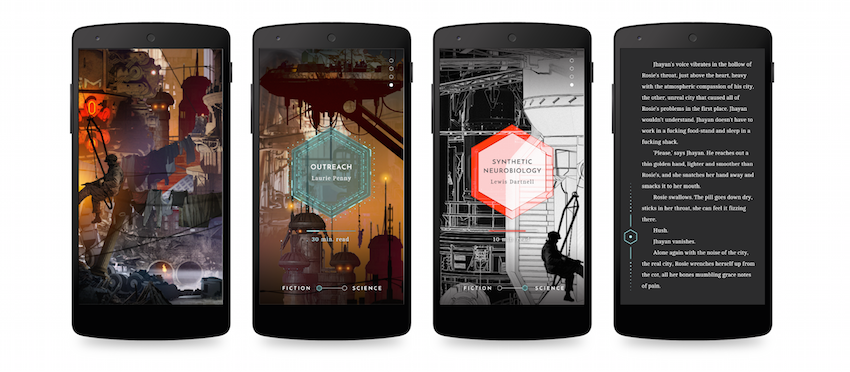 OUTREACH
Laurie Penny
30 min. read
FICTION SCIENCE
SYNTHETIC
NEUROBIOLOGY
Lewis Dartnell
10 min. read
FICTION SCIENCE
Jhayan's voice vibrates in the hollow of
Rosie's throat, just above the heart, heavy
with the atmospheric compassion of his city,
the other, unreal city that caused all of
Rosie's problems in the first place. Jhayan
wouldn't understand. Jhayan doesn't have to
work in a fucking food-stand and sleep in a
fucking shack.
'Please,' says Jhayan. He reaches out a
thin golden hand, lighter and smoother than
Rosie's, and she snatches her hand away and
smacks it to her mouth.
Rosie swallows. The pill goes down dry,
sticks in her throat, she can feel it fizzing
there.
Hush.
Jhayan vanishes.
Alone again with the noise of the city,
the real city, Rosie wrenches herself up from
the cot, all her bones mumbling grace notes
of pain.